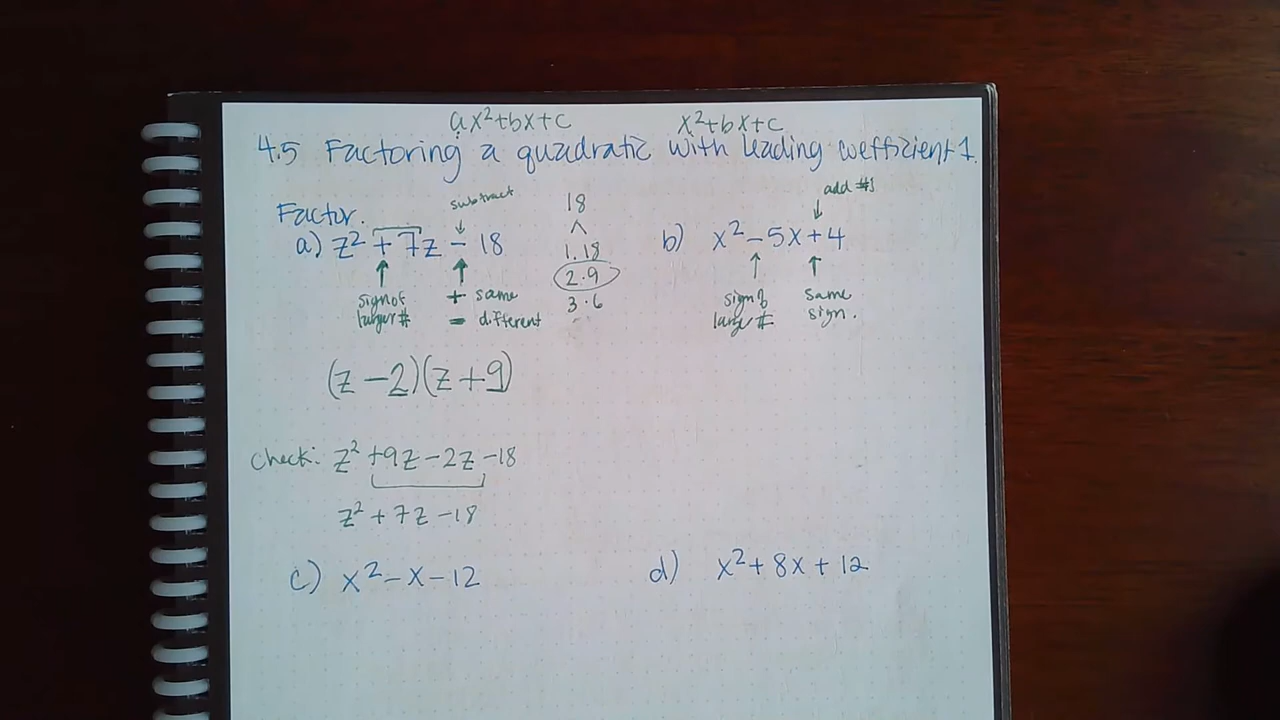 ax²+bx+c x²+bx+c
4.5 Factoring a quadratic with leading coefficient 1.
Factor.
a) z² + 7z - 18
subtract
sign of
larger #
+ same
- different
18
1.18
2.9
3.6
(z - 2)(z + 9)
check: z² +9z - 2z - 18
z² + 7z - 18
b) x² - 5x + 4
add #s
sign of
large #
same
sign.
c) x² - x - 12
d) x² + 8x + 12